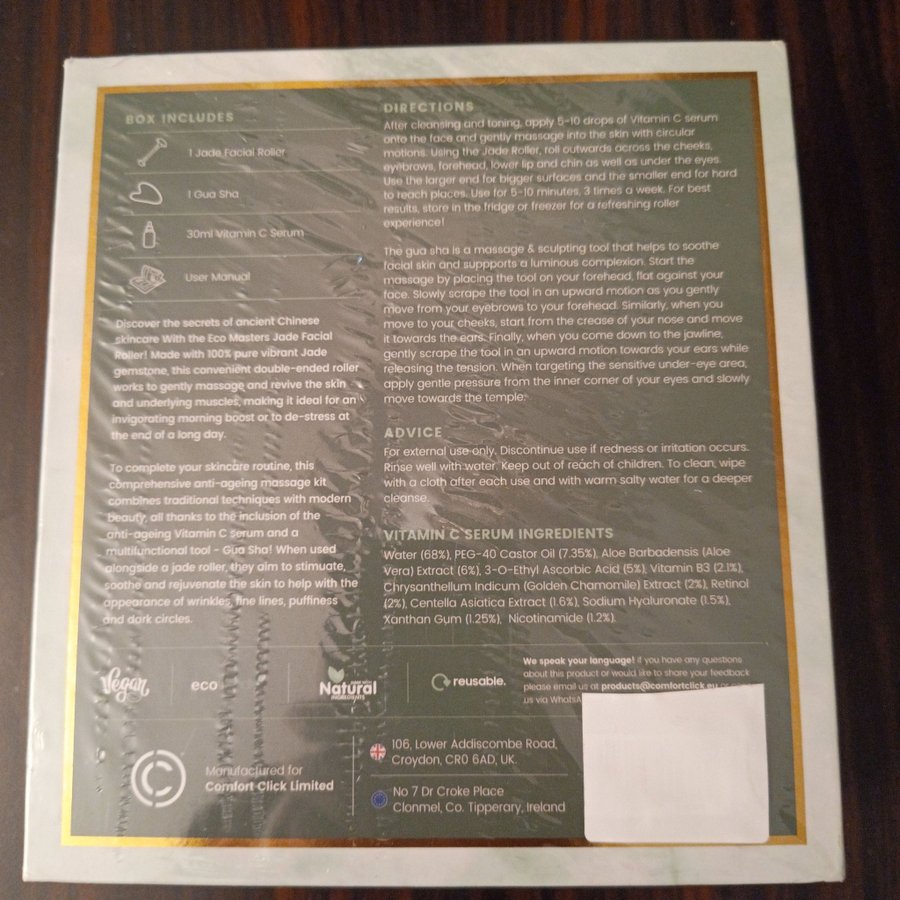 BOX INCLUDES
1 Jade Facial Roller
1 Gua Sha
30ml Vitamin C Serum
User Manual
Discover the secrets of ancient Chinese
skincare With the Eco Masters Jade Facial
Roller! Made with 100% pure vibrant Jade
gemstone, this convenient double-ended roller
works to gently massage and revive the skin
and underlying muscles, making it ideal for an
invigorating morning boost or to de-stress at
the end of a long day.
To complete your skincare routine, this
comprehensive anti-ageing massage kit
combines traditional techniques with modern
beauty, all thanks to the inclusion of the
anti-ageing Vitamin C serum and a
multifunctional tool - Gua Sha! When used
alongside a jade roller, they aim to stimuate,
soothe and rejuvenate the skin to help with the
appearance of wrinkles, fine lines, puffiness
and dark circles.
DIRECTIONS
After cleansing and toning, apply 5-10 drops of Vitamin C serum
onto the face and gently massage into the skin with circular
motions. Using the Jade Roller, roll outwards across the cheeks,
eyebrows, forehead, lower lip and chin as well as under the eyes.
Use the larger end for bigger surfaces and the smaller end for hard
to reach places. Use for 5-10 minutes, 3 times a week. For best
results, store in the fridge or freezer for a refreshing roller
experience!
The gua sha is a massage & sculpting tool that helps to soothe
facial skin and suppports a luminous complexion. Start the
massage by placing the tool on your forehead, flat against your
face. Slowly scrape the tool in an upward motion as you gently
move from your eyebrows to your forehead. Similarly, when you
move to your cheeks, start from the crease of your nose and move
it towards the ears. Finally, when you come down to the jawline,
gently scrape the tool in an upward motion towards your ears while
releasing the tension. When targeting the sensitive under-eye area,
apply gentle pressure from the inner corner of your eyes and slowly
move towards the temple.
ADVICE
For external use only. Discontinue use if redness or irritation occurs.
Rinse well with water. Keep out of reach of children. To clean, wipe
with a cloth after each use and with warm salty water for a deeper
cleanse.
VITAMIN C SERUM INGREDIENTS
Water (68%), PEG-40 Castor Oil (7.35%), Aloe Barbadensis (Aloe
Vera) Extract (6%), 3-O-Ethyl Ascorbic Acid (5%), Vitamin B3 (2.1%),
Chrysanthellum Indicum (Golden Chamomile) Extract (2%), Retinol
(2%), Centella Asiatica Extract (1.6%), Sodium Hyaluronate (1.5%),
Xanthan Gum (1.25%), Nicotinamide (1.2%).
Vegan
eco
MADE WITH
Natural
INGREDIENTS
reusable.
We speak your language! If you have any questions
about this product or would like to share your feedback
please email us at products@comfortclick.eu or
us via WhatsA
Manufactured for
Comfort Click Limited
106, Lower Addiscombe Road,
Croydon, CR0 6AD, UK.
No 7 Dr Croke Place
Clonmel, Co. Tipperary, Ireland